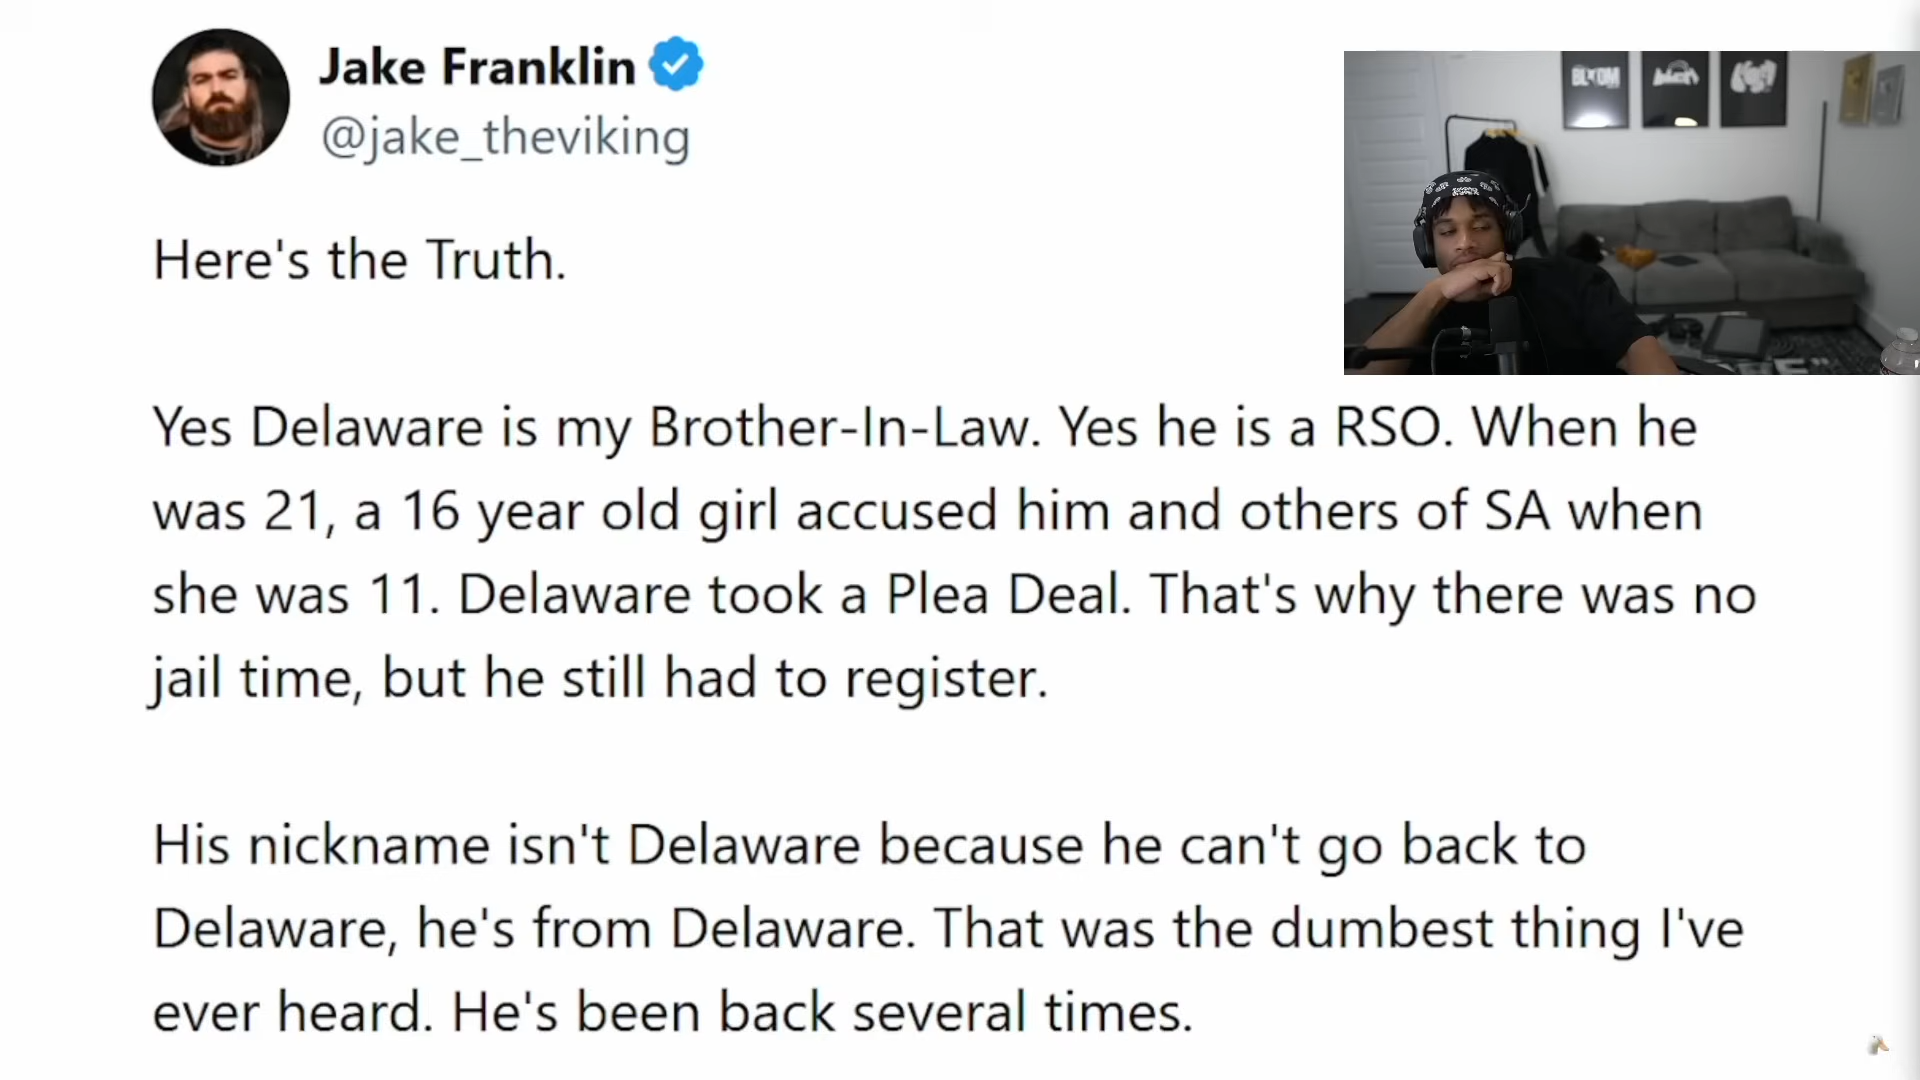 Jake Franklin
@jake_theviking
Here's the Truth.
Yes Delaware is my Brother-In-Law. Yes he is a RSO. When he
was 21, a 16 year old girl accused him and others of SA when
she was 11. Delaware took a Plea Deal. That's why there was no
jail time, but he still had to register.
His nickname isn't Delaware because he can't go back to
Delaware, he's from Delaware. That was the dumbest thing I've
ever heard. He's been back several times.